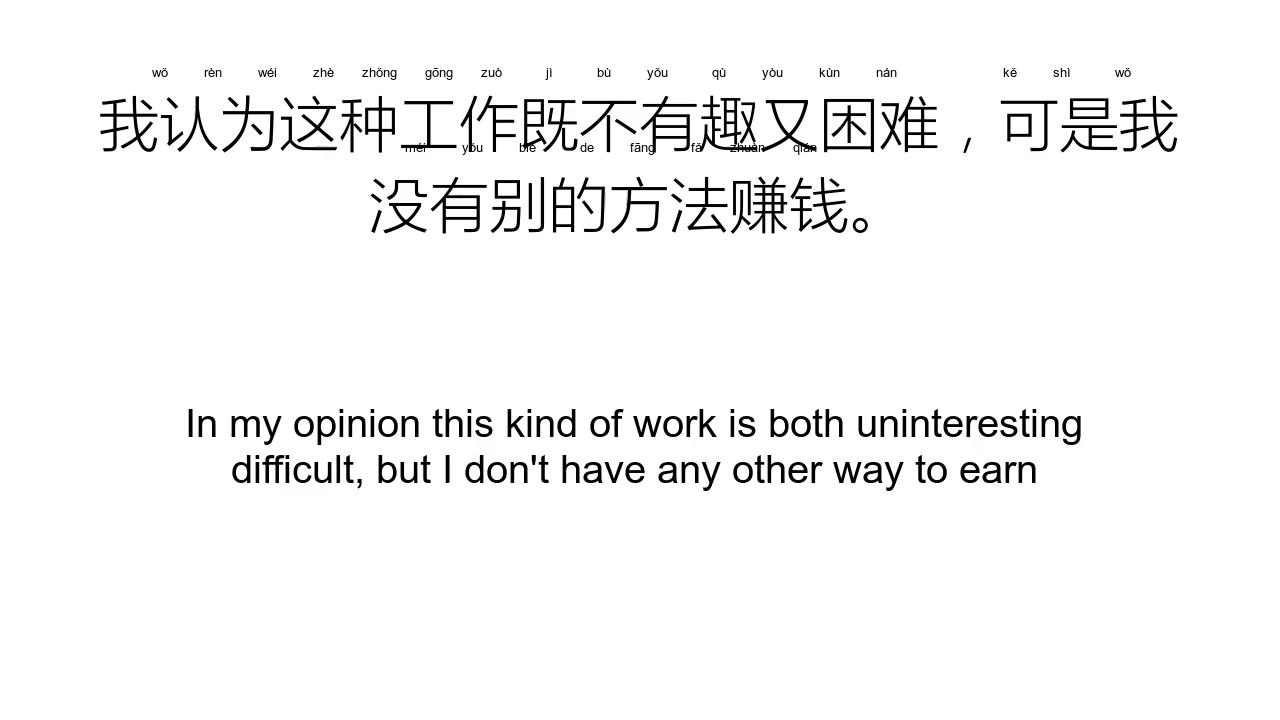 wǒ rèn wéi zhè zhǒng gōng zuò jì bù yǒu qù yòu kùn nán kě shì wǒ
我认为这种工作既不有趣又困难，可是我
méi yǒu bié de fāng fǎ zhuàn qián
没有别的方法赚钱。
In my opinion this kind of work is both uninteresting
difficult, but I don't have any other way to earn